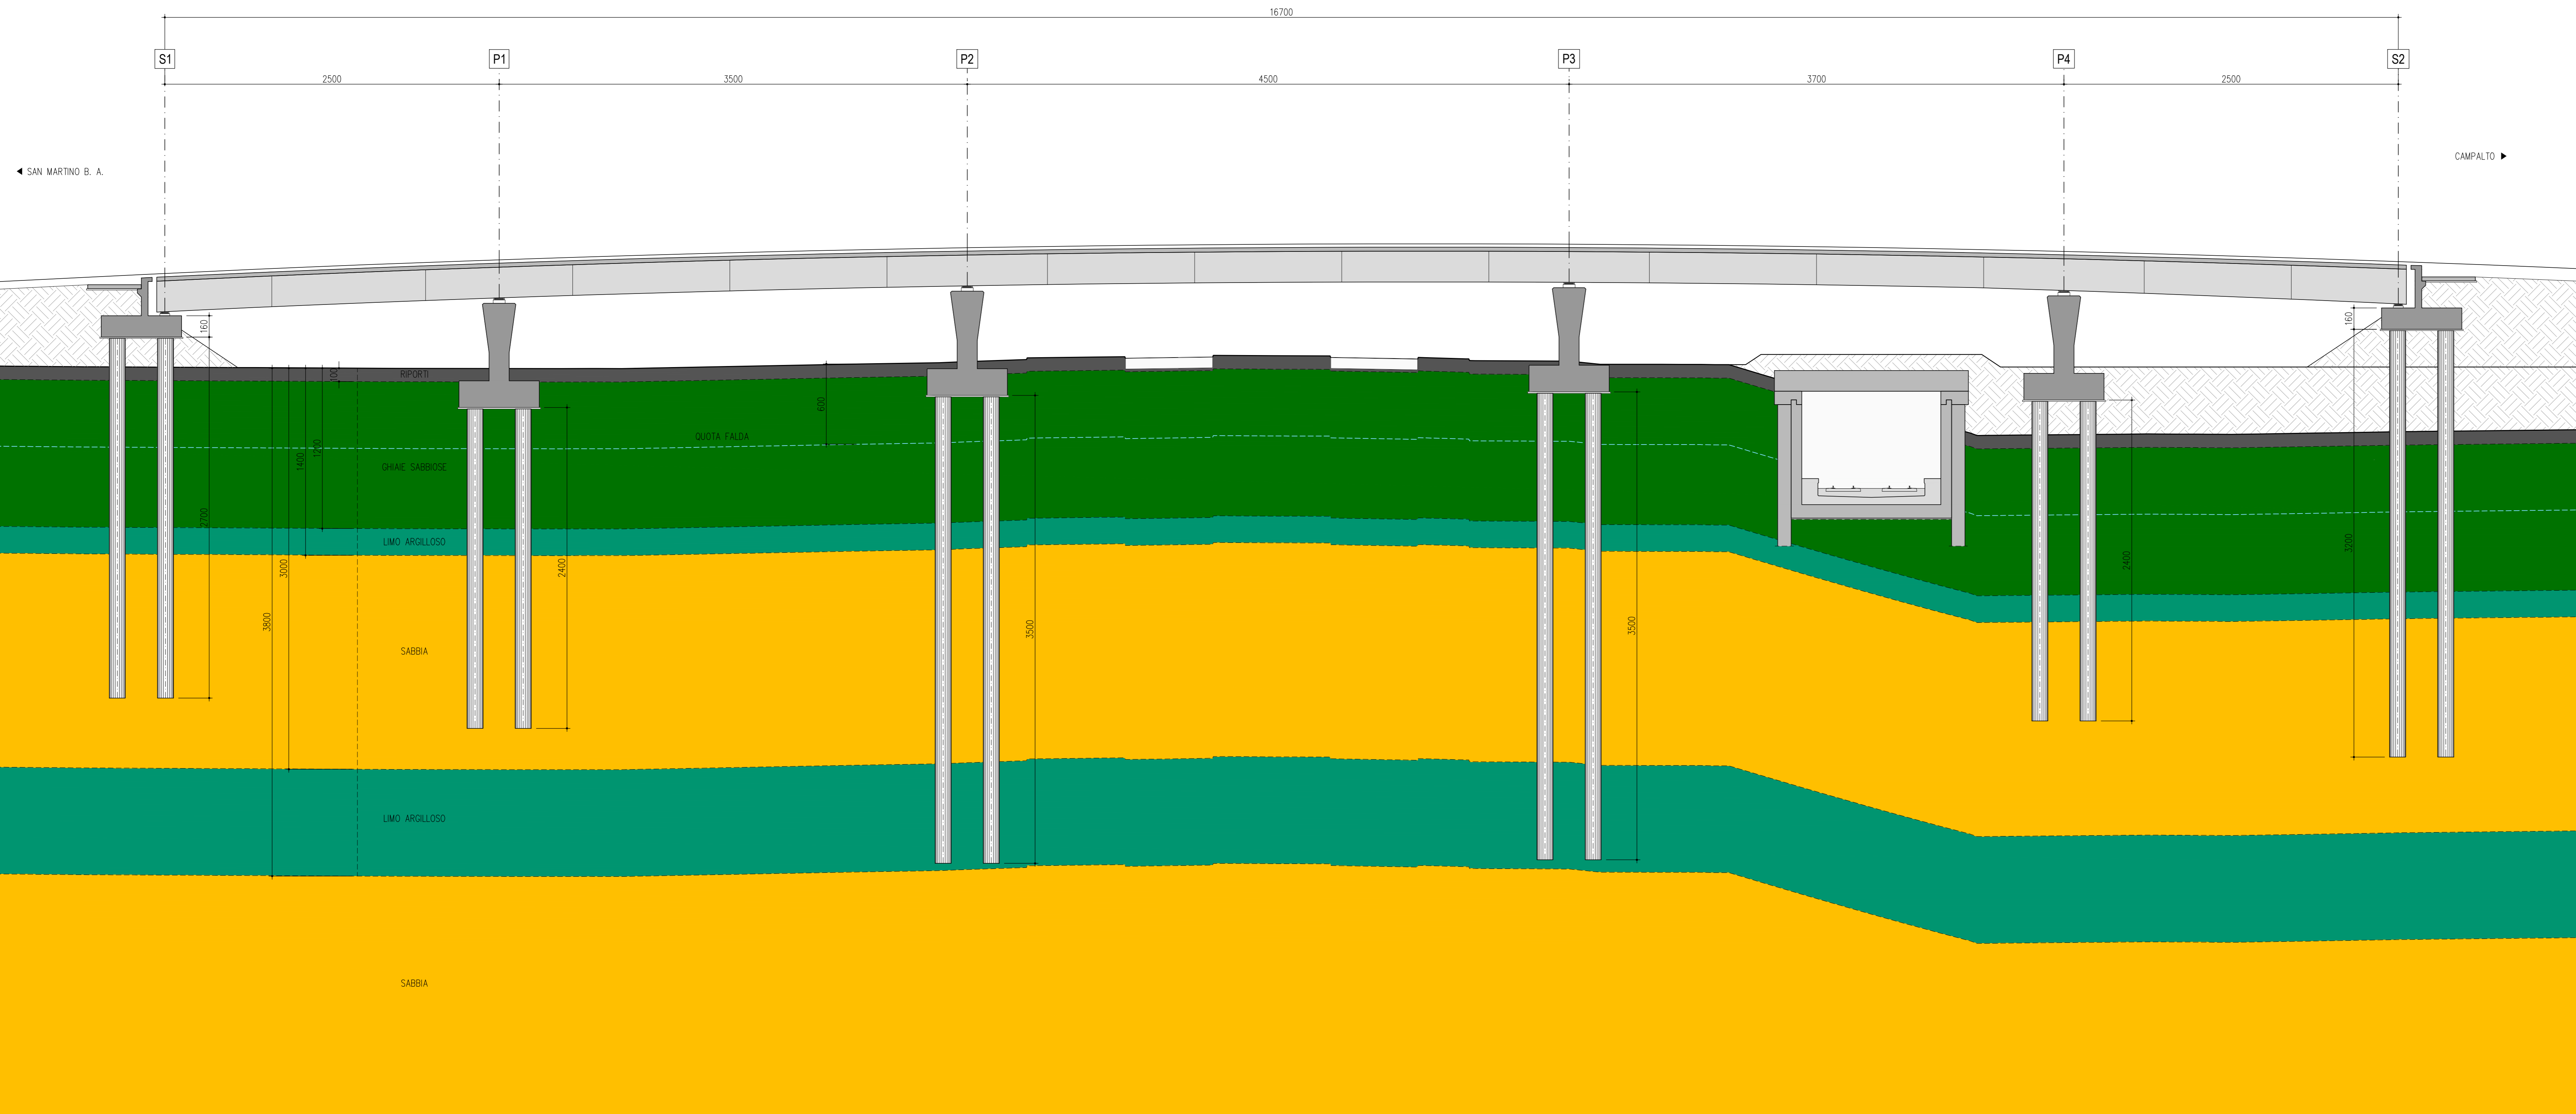 16700
S1
P1
P2
P3
P4
S2
2500
3500
4500
3700
2500
SAN MARTINO B. A.
CAMPALTO
160
160
100
RIPORTI
600
QUOTA FALDA
1200
1400
GHIAIE SABBIOSE
2700
LIMO ARGILLOSO
3000
2400
3200
2400
3800
3500
3500
SABBIA
LIMO ARGILLOSO
SABBIA